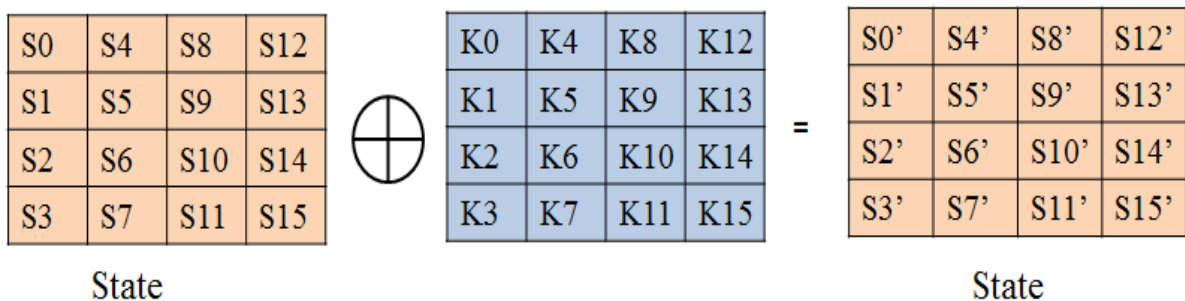 S0 S4 S8 S12 K0 K4 K8 K12 S0’ S4’ S8’ S12’
S1 S5 S9 S13 K1 K5 K9 K13 = S1’ S5’ S9’ S13’
S2 S6 S10 S14 K2 K6 K10 K14 S2’ S6’ S10’ S14’
S3 S7 S11 S15 K3 K7 K11 K15 S3’ S7’ S11’ S15’
State State